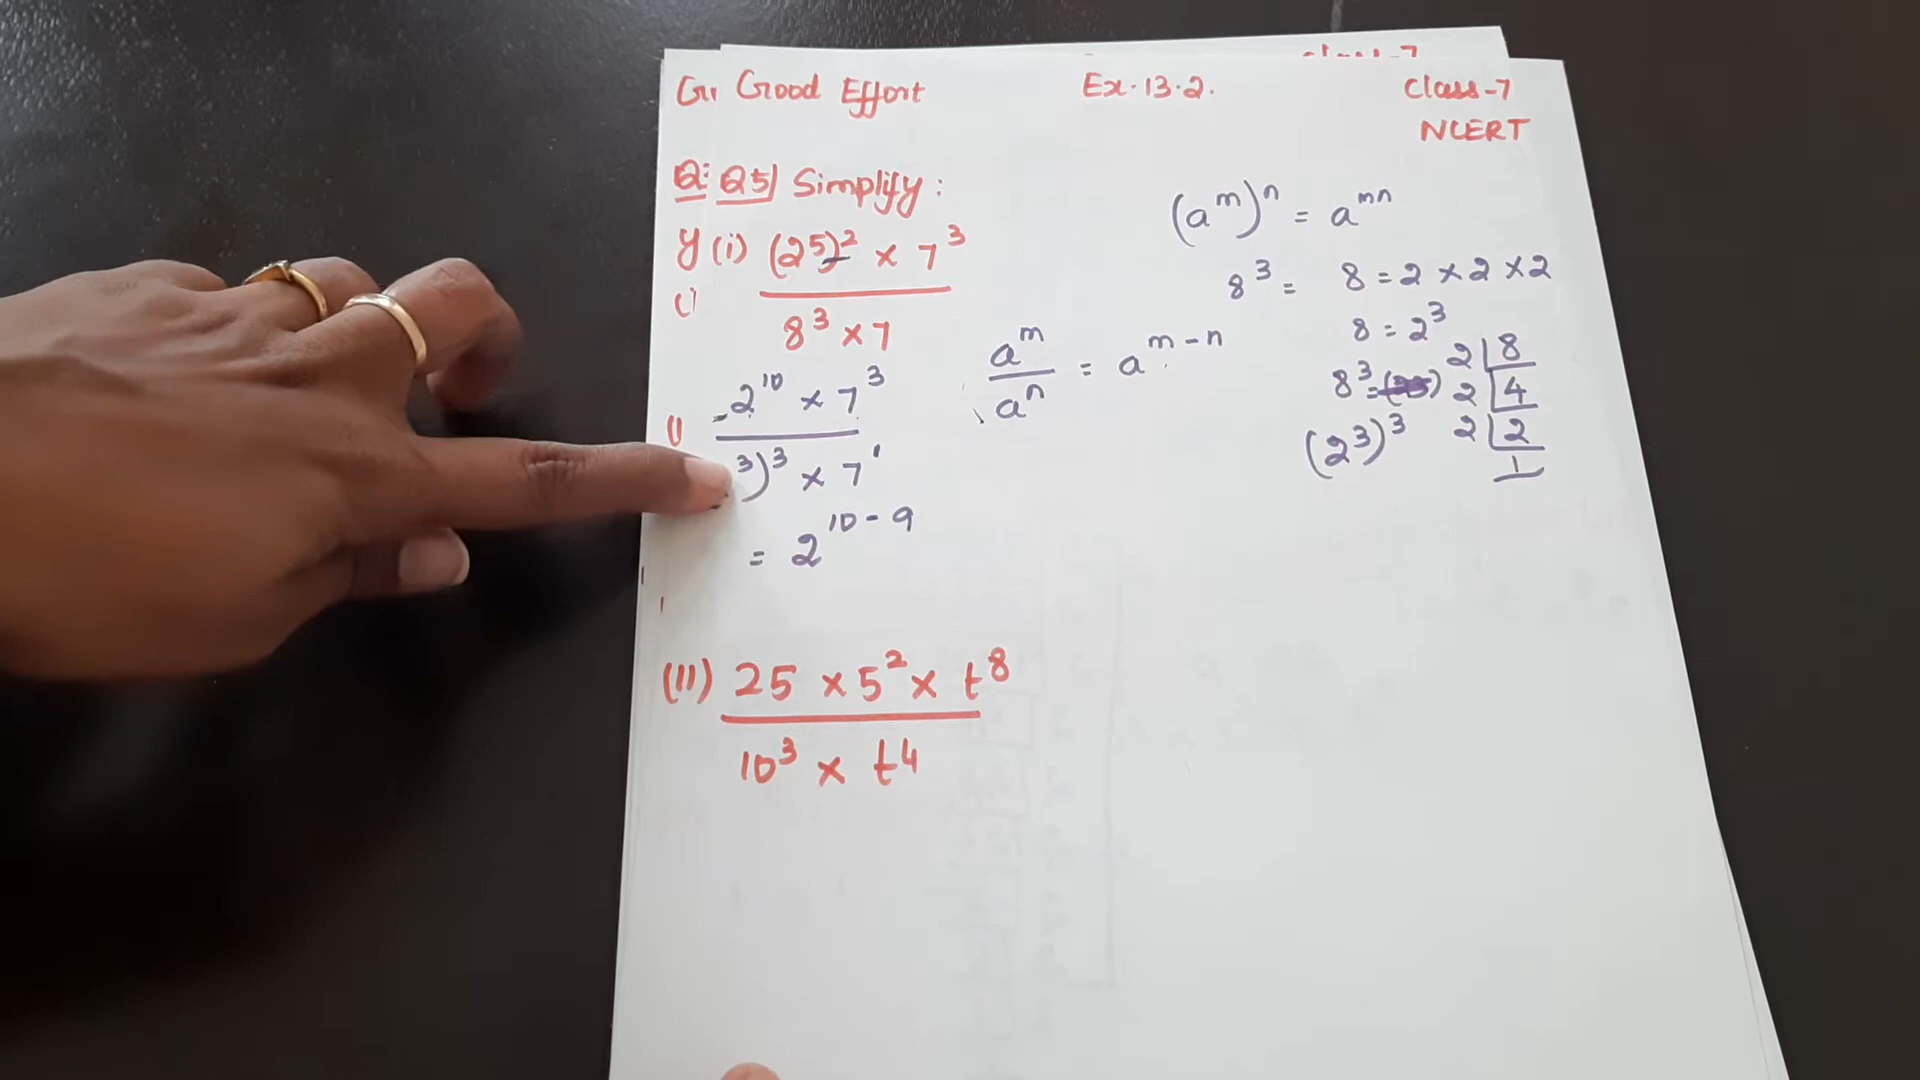 Good Effort Ex.13.2. Class-7
NCERT
Q5) Simplify:
(i) (2⁵)² × 7³
8³ × 7
2¹⁰ × 7³
³)³ × 7¹
= 2¹⁰⁻⁹
aᵐ
aⁿ = aᵐ⁻ⁿ
(aᵐ)ⁿ = aᵐⁿ
8³ = 8 = 2 × 2 × 2
8 = 2³
8³ =
(2³)³
2 8
2 4
2 2
1
(II) 25 × 5² × t⁸
10³ × t⁴